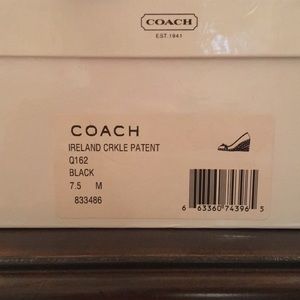 COACH
EST. 1941
COACH
IRELAND CRKLE PATENT
Q162
BLACK
7.5 M
833486
6 63360 74396 5